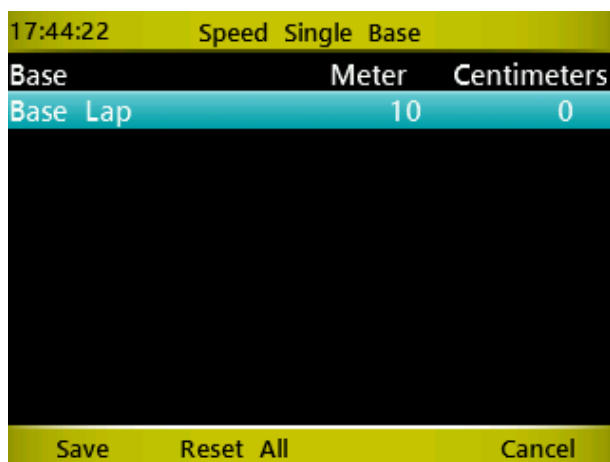 17:44:22 Speed Single Base
Base Meter Centimeters
Base Lap 10 0
Save Reset All Cancel